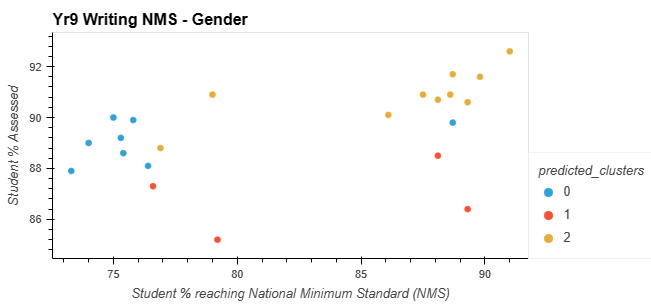 Yr9 Writing NMS - Gender
Student % Assessed
92
90
88
86
75
80
85
90
Student % reaching National Minimum Standard (NMS)
predicted_clusters
0
1
2